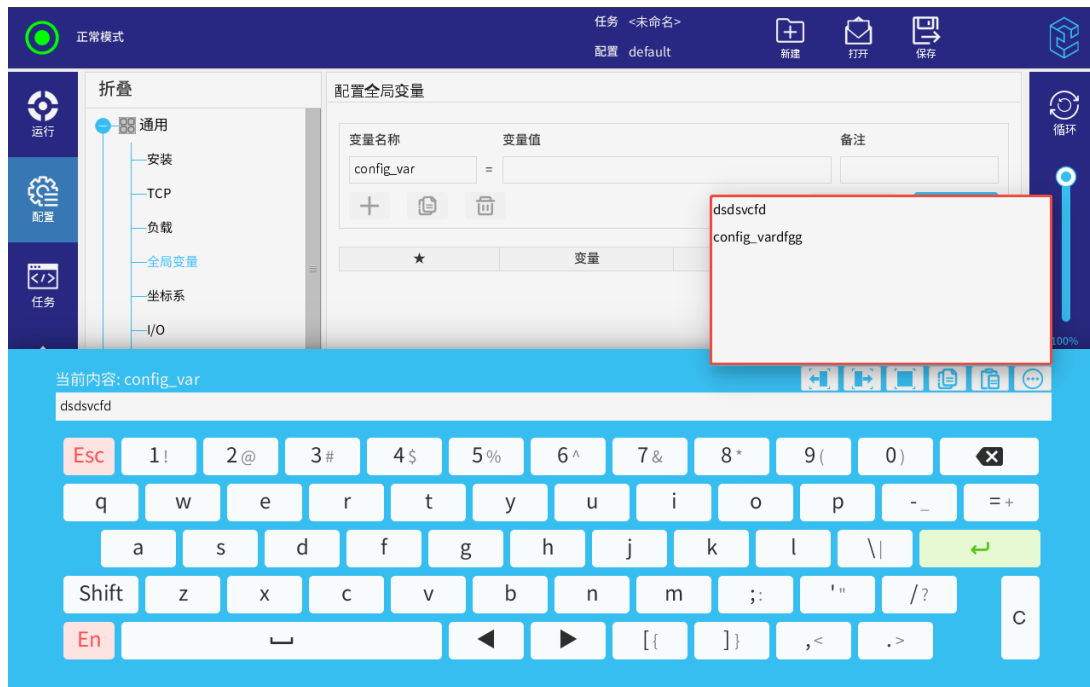 正常模式
任务 <未命名>
配置 default
新建
打开
保存
运行
配置
任务
折叠
通用
安装
TCP
负载
全局变量
坐标系
I/O
配置全局变量
变量名称 变量值 备注
config_var =
★ 变量
循环
100%
dsdsvcfd
config_vardfgg
当前内容: config_var
dsdsvcfd
Esc 1! 2@ 3# 4$ 5% 6^ 7& 8* 9( 0)
q w e r t y u i o p -_ =+
a s d f g h j k l \|
Shift z x c v b n m ;: '" /?
En [{ ]} ,< .> C